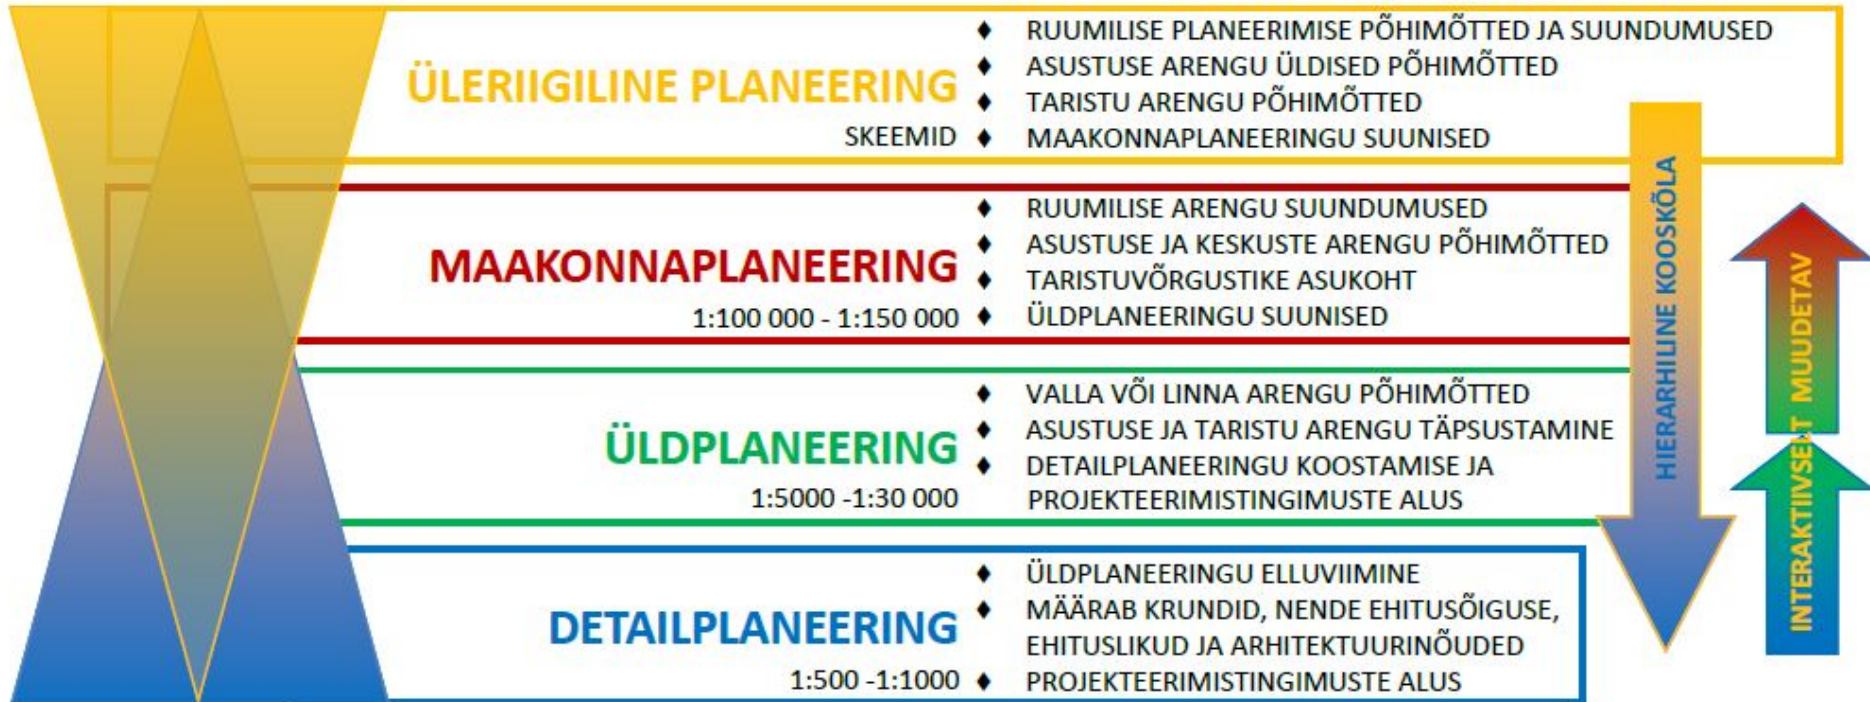 ÜLERIIGILINE PLANEERING
SKEEMID
♦ RUUMILISE PLANEERIMISE PÕHIMÕTTED JA SUUNDUMUSED
♦ ASUSTUSE ARENGU ÜLDISED PÕHIMÕTTED
♦ TARISTU ARENGU PÕHIMÕTTED
♦ MAAKONNAPLANEERINGU SUUNISED
MAAKONNAPLANEERING
1:100 000 - 1:150 000
♦ RUUMILISE ARENGU SUUNDUMUSED
♦ ASUSTUSE JA KESKUSTE ARENGU PÕHIMÕTTED
♦ TARISTUVÕRGUSTIKE ASUKOHT
♦ ÜLDPLANEERINGU SUUNISED
ÜLDPLANEERING
1:5000 -1:30 000
♦ VALLA VÕI LINNA ARENGU PÕHIMÕTTED
♦ ASUSTUSE JA TARISTU ARENGU TÄPSUSTAMINE
♦ DETAILPLANEERINGU KOOSTAMISE JA
PROJEKTEERIMISTINGIMUSTE ALUS
DETAILPLANEERING
1:500 -1:1000
♦ ÜLDPLANEERINGU ELLUVIIMINE
♦ MÄÄRAB KRUNDID, NENDE EHITUSÕIGUSE,
EHITUSLIKUD JA ARHITEKTUURINÕUDED
♦ PROJEKTEERIMISTINGIMUSTE ALUS
HIERARHILINE KOOSKÕLA
INTERAKTIIVSELT MUUDETAV